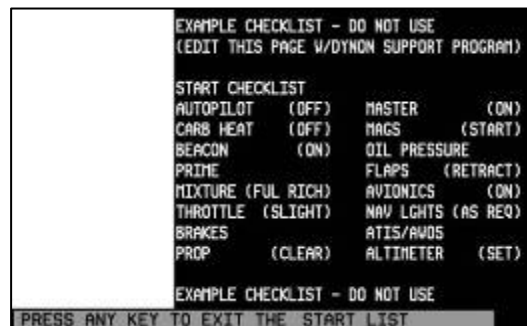 EXAMPLE CHECKLIST - DO NOT USE
(EDIT THIS PAGE W/DYNON SUPPORT PROGRAM)
START CHECKLIST
AUTOPILOT (OFF) MASTER (ON)
CARB HEAT (OFF) MAGS (START)
BEACON (ON) OIL PRESSURE
PRIME FLAPS (RETRACT)
MIXTURE (FUL RICH) AVIONICS (ON)
THROTTLE (SLIGHT) NAV LGHTS (AS REQ)
BRAKES ATIS/AWOS
PROP (CLEAR) ALTIMETER (SET)
EXAMPLE CHECKLIST - DO NOT USE
PRESS ANY KEY TO EXIT THE START LIST